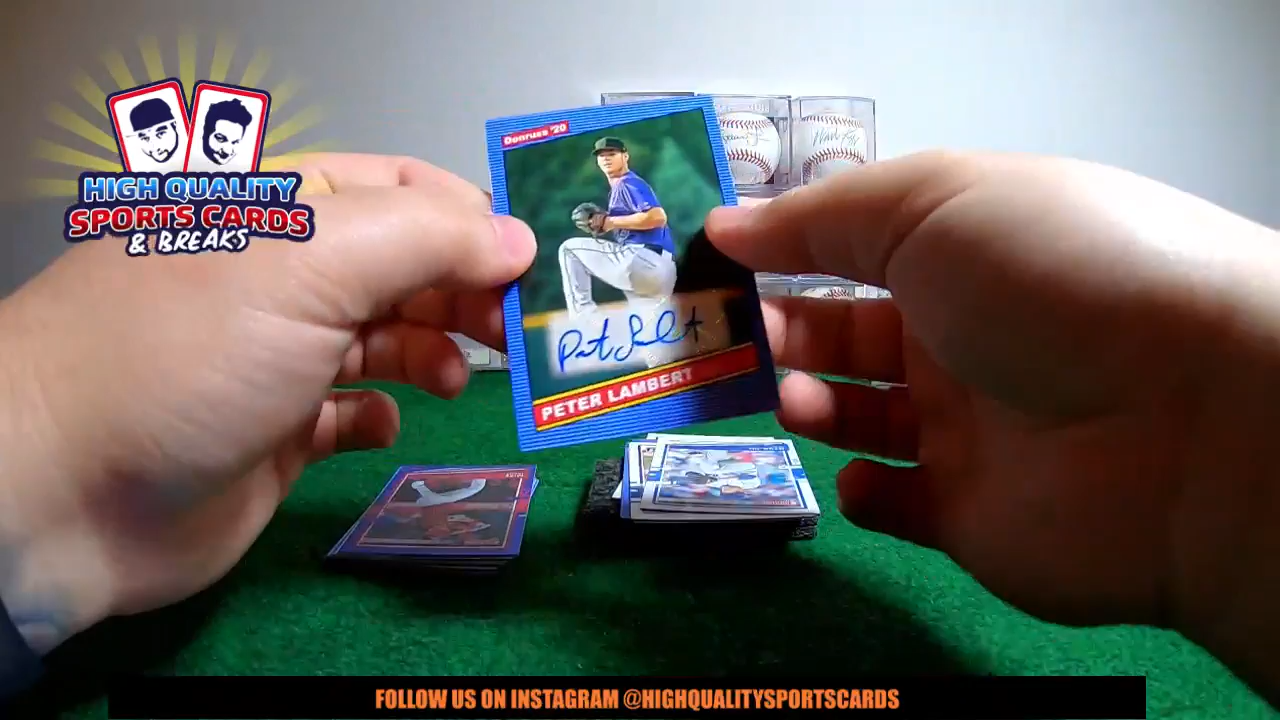 HIGH QUALITY
SPORTS CARDS
& BREAKS
Donruss '20
PETER LAMBERT
FOLLOW US ON INSTAGRAM @HIGHQUALITYSPORTSCARDS